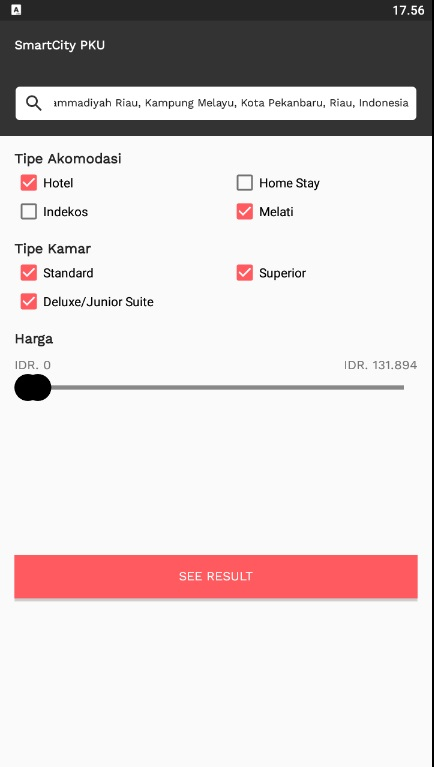 A
17.56
SmartCity PKU
ammadiyah Riau, Kampung Melayu, Kota Pekanbaru, Riau, Indonesia
Tipe Akomodasi
Hotel
Home Stay
Indekos
Melati
Tipe Kamar
Standard
Superior
Deluxe/Junior Suite
Harga
IDR. 0
IDR. 131.894
SEE RESULT